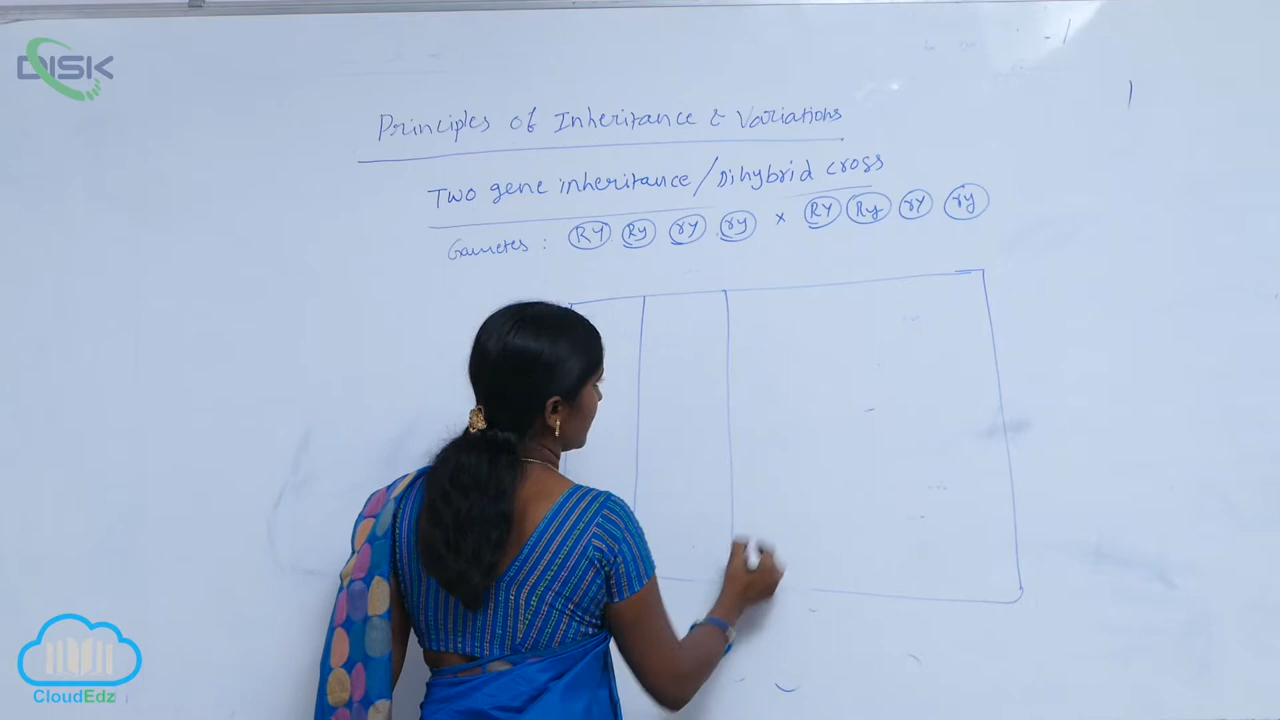 DISK
Principles of Inheritance & Variations
Two gene inheritance / Dihybrid cross
Gametes : RY Ry rY ry × RY Ry rY ry
CloudEdz